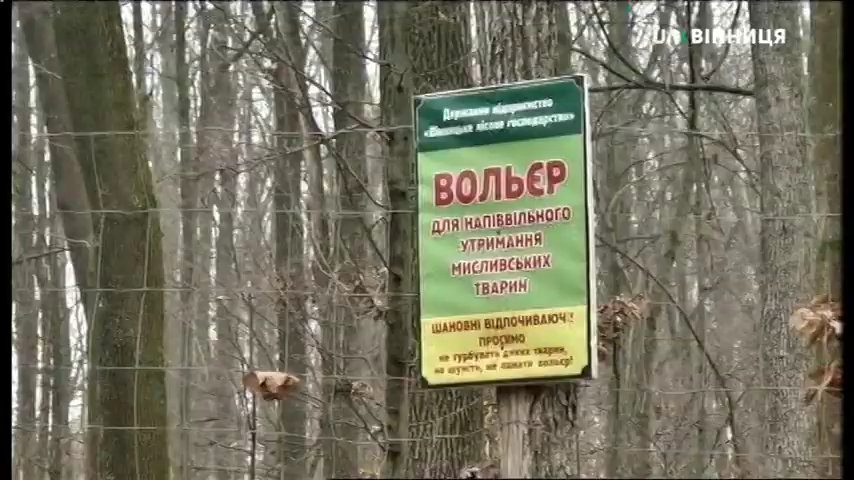 UA: ВІННИЦЯ
Державне підприємство
«Вінницьке лісове господарство»
ВОЛЬЄР
ДЛЯ НАПІВВІЛЬНОГО
УТРИМАННЯ
МИСЛИВСЬКИХ
ТВАРИН
ШАНОВНІ ВІДПОЧИВАЮЧІ!
ПРОСИМО
не турбувати диких тварин,
не шуміти, не ламати вольєр!